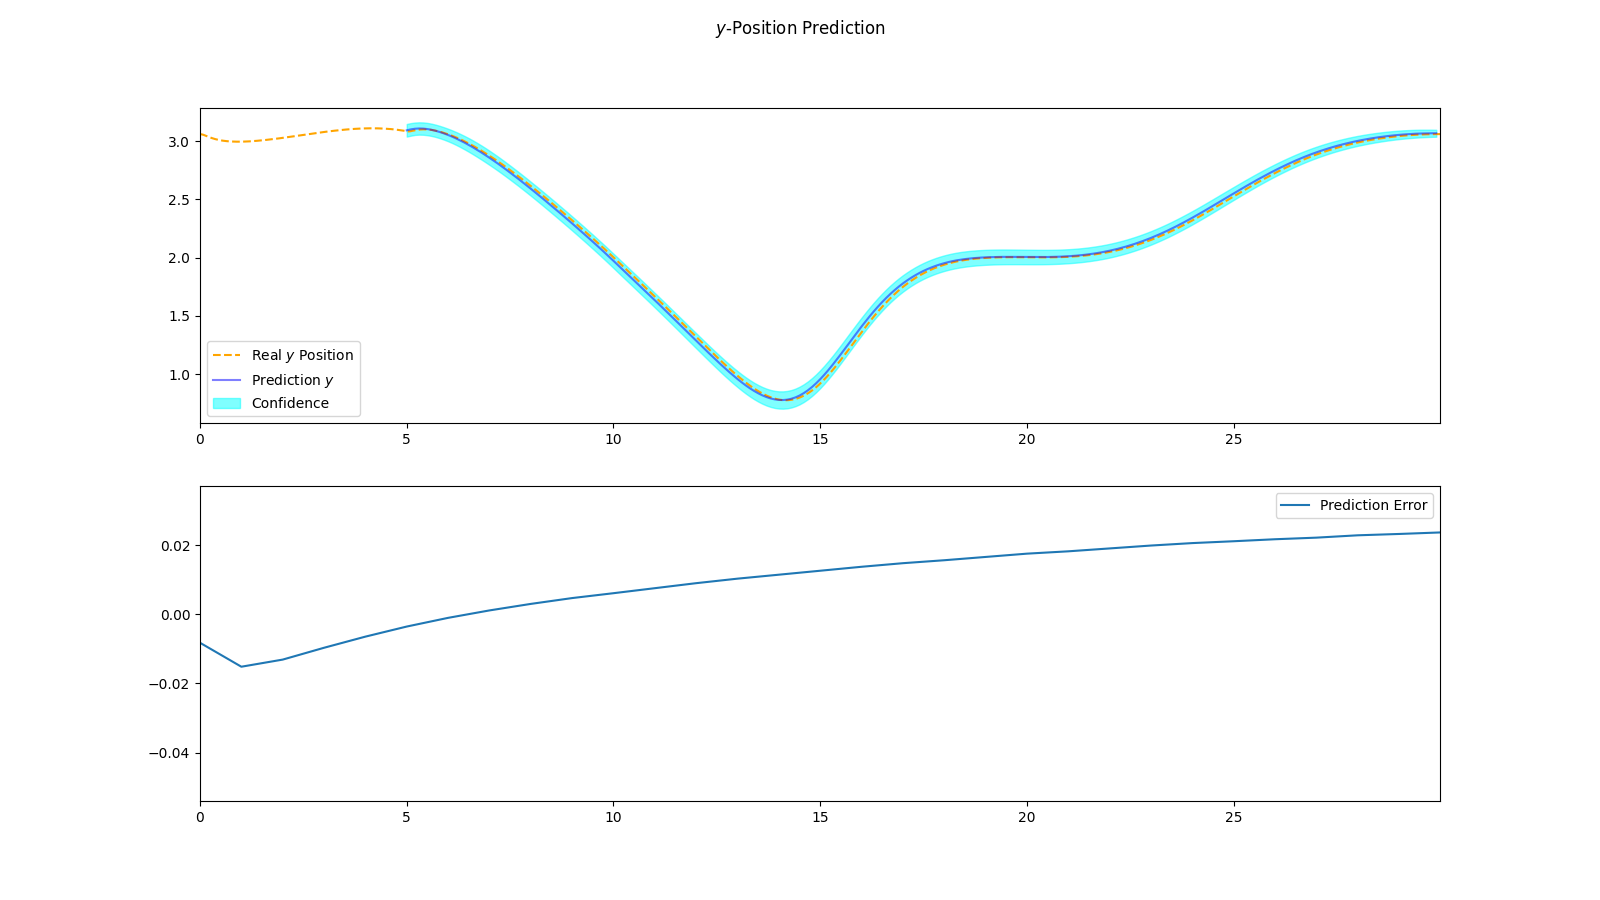 y-Position Prediction
3.0
2.5
2.0
1.5
1.0
Real y Position
Prediction y
Confidence
0 5 10 15 20 25
Prediction Error
0.02
0.00
−0.02
−0.04
0 5 10 15 20 25